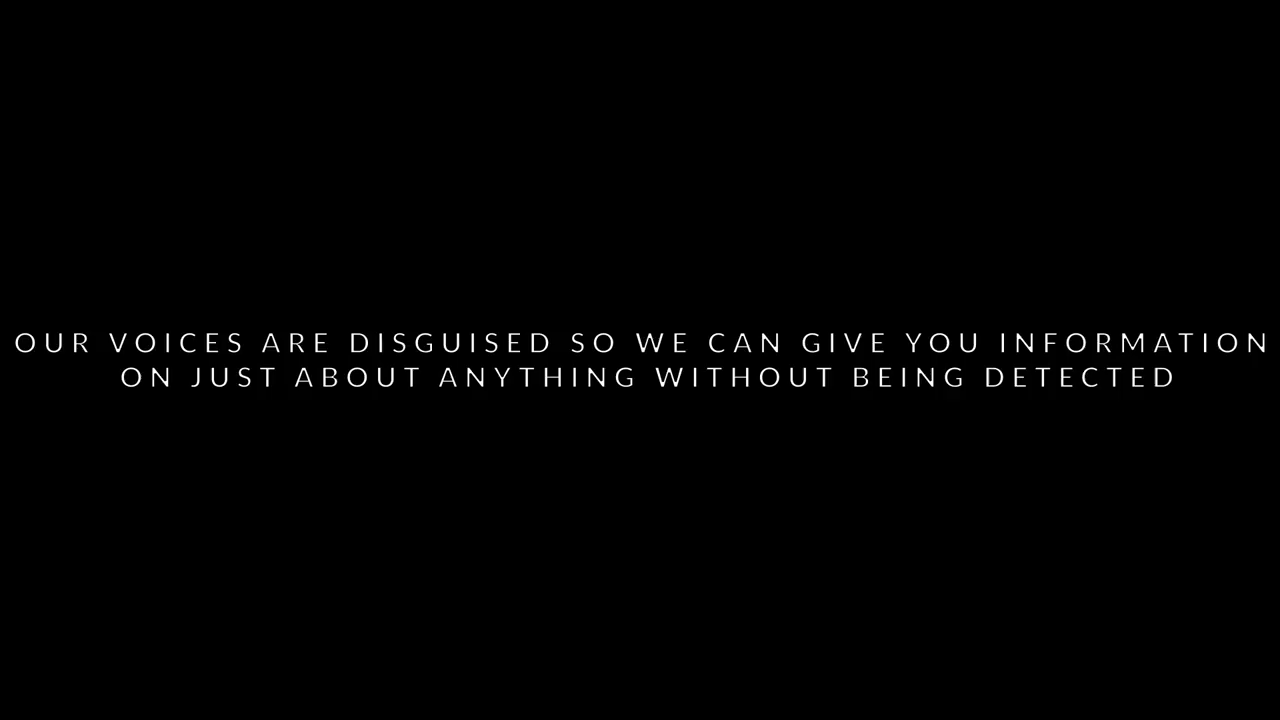 OUR VOICES ARE DISGUISED SO WE CAN GIVE YOU INFORMATION
ON JUST ABOUT ANYTHING WITHOUT BEING DETECTED